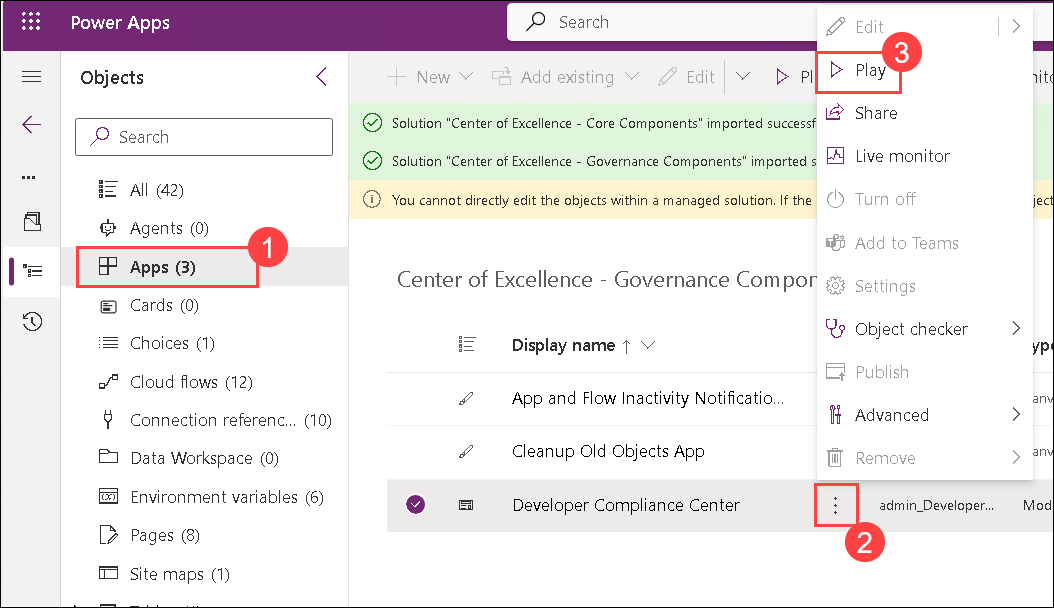 Power Apps
Search
Objects
Search
All (42)
Agents (0)
Apps (3)
1
Cards (0)
Choices (1)
Cloud flows (12)
Connection referenc... (10)
Data Workspace (0)
Environment variables (6)
Pages (8)
Site maps (1)
New
Add existing
Edit
Solution "Center of Excellence - Core Components" imported successf
Solution "Center of Excellence - Governance Components" imported s
You cannot directly edit the objects within a managed solution. If the
Center of Excellence - Governance Compor
Display name ↑
App and Flow Inactivity Notificatio...
Cleanup Old Objects App
Developer Compliance Center
admin_Developer...
Mod
2
Edit
Play
3
Share
Live monitor
Turn off
Add to Teams
Settings
Object checker
Publish
Advanced
Remove